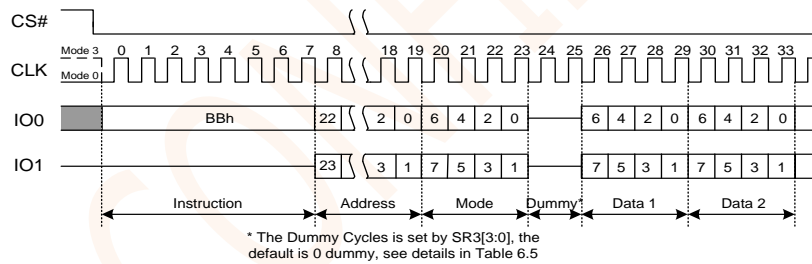 CS#
Mode 3 0 1 2 3 4 5 6 7 8 18 19 20 21 22 23 24 25 26 27 28 29 30 31 32 33
CLK
Mode 0
IO0 BBh 22 2 0 6 4 2 0 6 4 2 0 6 4 2 0
IO1 23 3 1 7 5 3 1 7 5 3 1 7 5 3 1
Instruction Address Mode Dummy* Data 1 Data 2
* The Dummy Cycles is set by SR3[3:0], the
default is 0 dummy, see details in Table 6.5